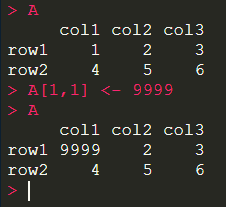 > A
     col1 col2 col3
row1    1    2    3
row2    4    5    6
> A[1,1] <- 9999
> A
     col1 col2 col3
row1 9999    2    3
row2    4    5    6
>